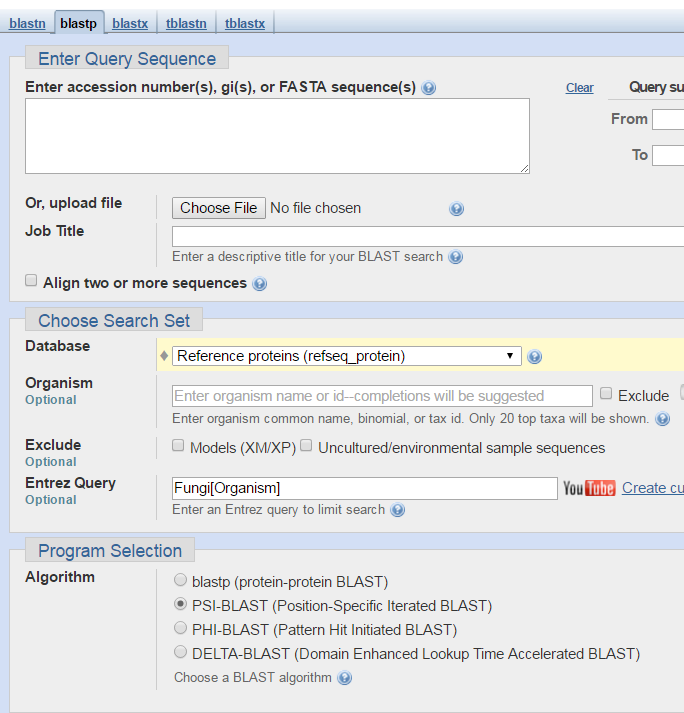 blastn blastp blastx tblastn tblastx
Enter Query Sequence
Enter accession number(s), gi(s), or FASTA sequence(s) Clear Query su
From
To
Or, upload file Choose File No file chosen
Job Title
Enter a descriptive title for your BLAST search
Align two or more sequences
Choose Search Set
Database Reference proteins (refseq_protein)
Organism
Optional Enter organism name or id--completions will be suggested Exclude
Enter organism common name, binomial, or tax id. Only 20 top taxa will be shown.
Exclude
Optional Models (XM/XP) Uncultured/environmental sample sequences
Entrez Query Fungi[Organism] YouTube Create cu
Optional
Enter an Entrez query to limit search
Program Selection
Algorithm blastp (protein-protein BLAST)
PSI-BLAST (Position-Specific Iterated BLAST)
PHI-BLAST (Pattern Hit Initiated BLAST)
DELTA-BLAST (Domain Enhanced Lookup Time Accelerated BLAST)
Choose a BLAST algorithm